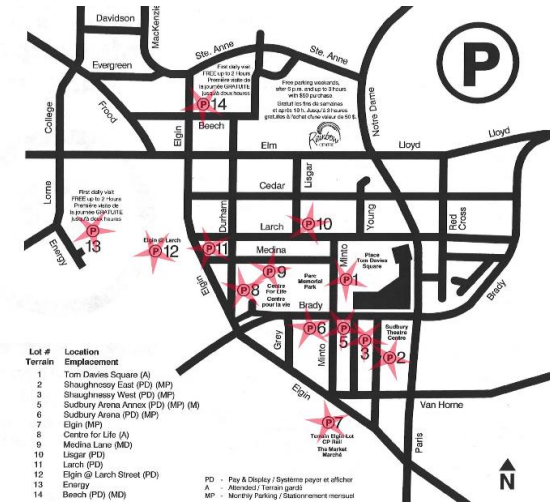 Davidson
MacKenzie
Ste. Anne
Ste. Anne
Evergreen
First daily visit
FREE up to 2 Hours
Première visite de
la journée GRATUITE
jusqu'à deux heures
P
14
Free parking weekends,
after 6 p.m. and up to 3 hours
with $50 purchase.
Gratuit les fins de semaines
et après 18 h. Jusqu'à 3 heures
gratuites à l'achat d'une valeur de 50 $.
Rainbow
CENTRE
P
College
Frood
Elgin
Beech
Notre Dame
Elm
Lloyd
Lloyd
Cedar
Lisgar
Lorne
First daily visit
FREE up to 2 Hours
Première visite de
la journée GRATUITE
jusqu'à deux heures
P
13
Energy
Elgin @ Larch
P
12
Durham
Larch
P
10
Young
Red
Cross
P
11
Medina
Minto
Place
Tom Davies
Square
P
9
Centre
For Life
Centre
pour la vie
Parc
Memorial
Park
P
1
Elgin
P
8
Brady
Brady
P
6
P
5
P
3
Sudbury
Theatre
Centre
P
2
Grey
Minto
Elgin
Van Horne
Paris
P
7
Terrain Elgin Lot
CP Rail
The Market
Marché
Lot # Location
Terrain Emplacement
1 Tom Davies Square (A)
2 Shaughnessy East (PD) (MP)
3 Shaughnessy West (PD) (MP)
5 Sudbury Arena Annex (PD) (MP) (M)
6 Sudbury Arena (PD) (MP)
7 Elgin (MP)
8 Centre for Life (A)
9 Medina Lane (MD)
10 Lisgar (PD)
11 Larch (PD)
12 Elgin @ Larch Street (PD)
13 Energy
14 Beech (PD) (MD)
PD - Pay & Display / Système payor et afficher
A - Attended / Terrain gardé
MP - Monthly Parking / Stationnement mensuel
N